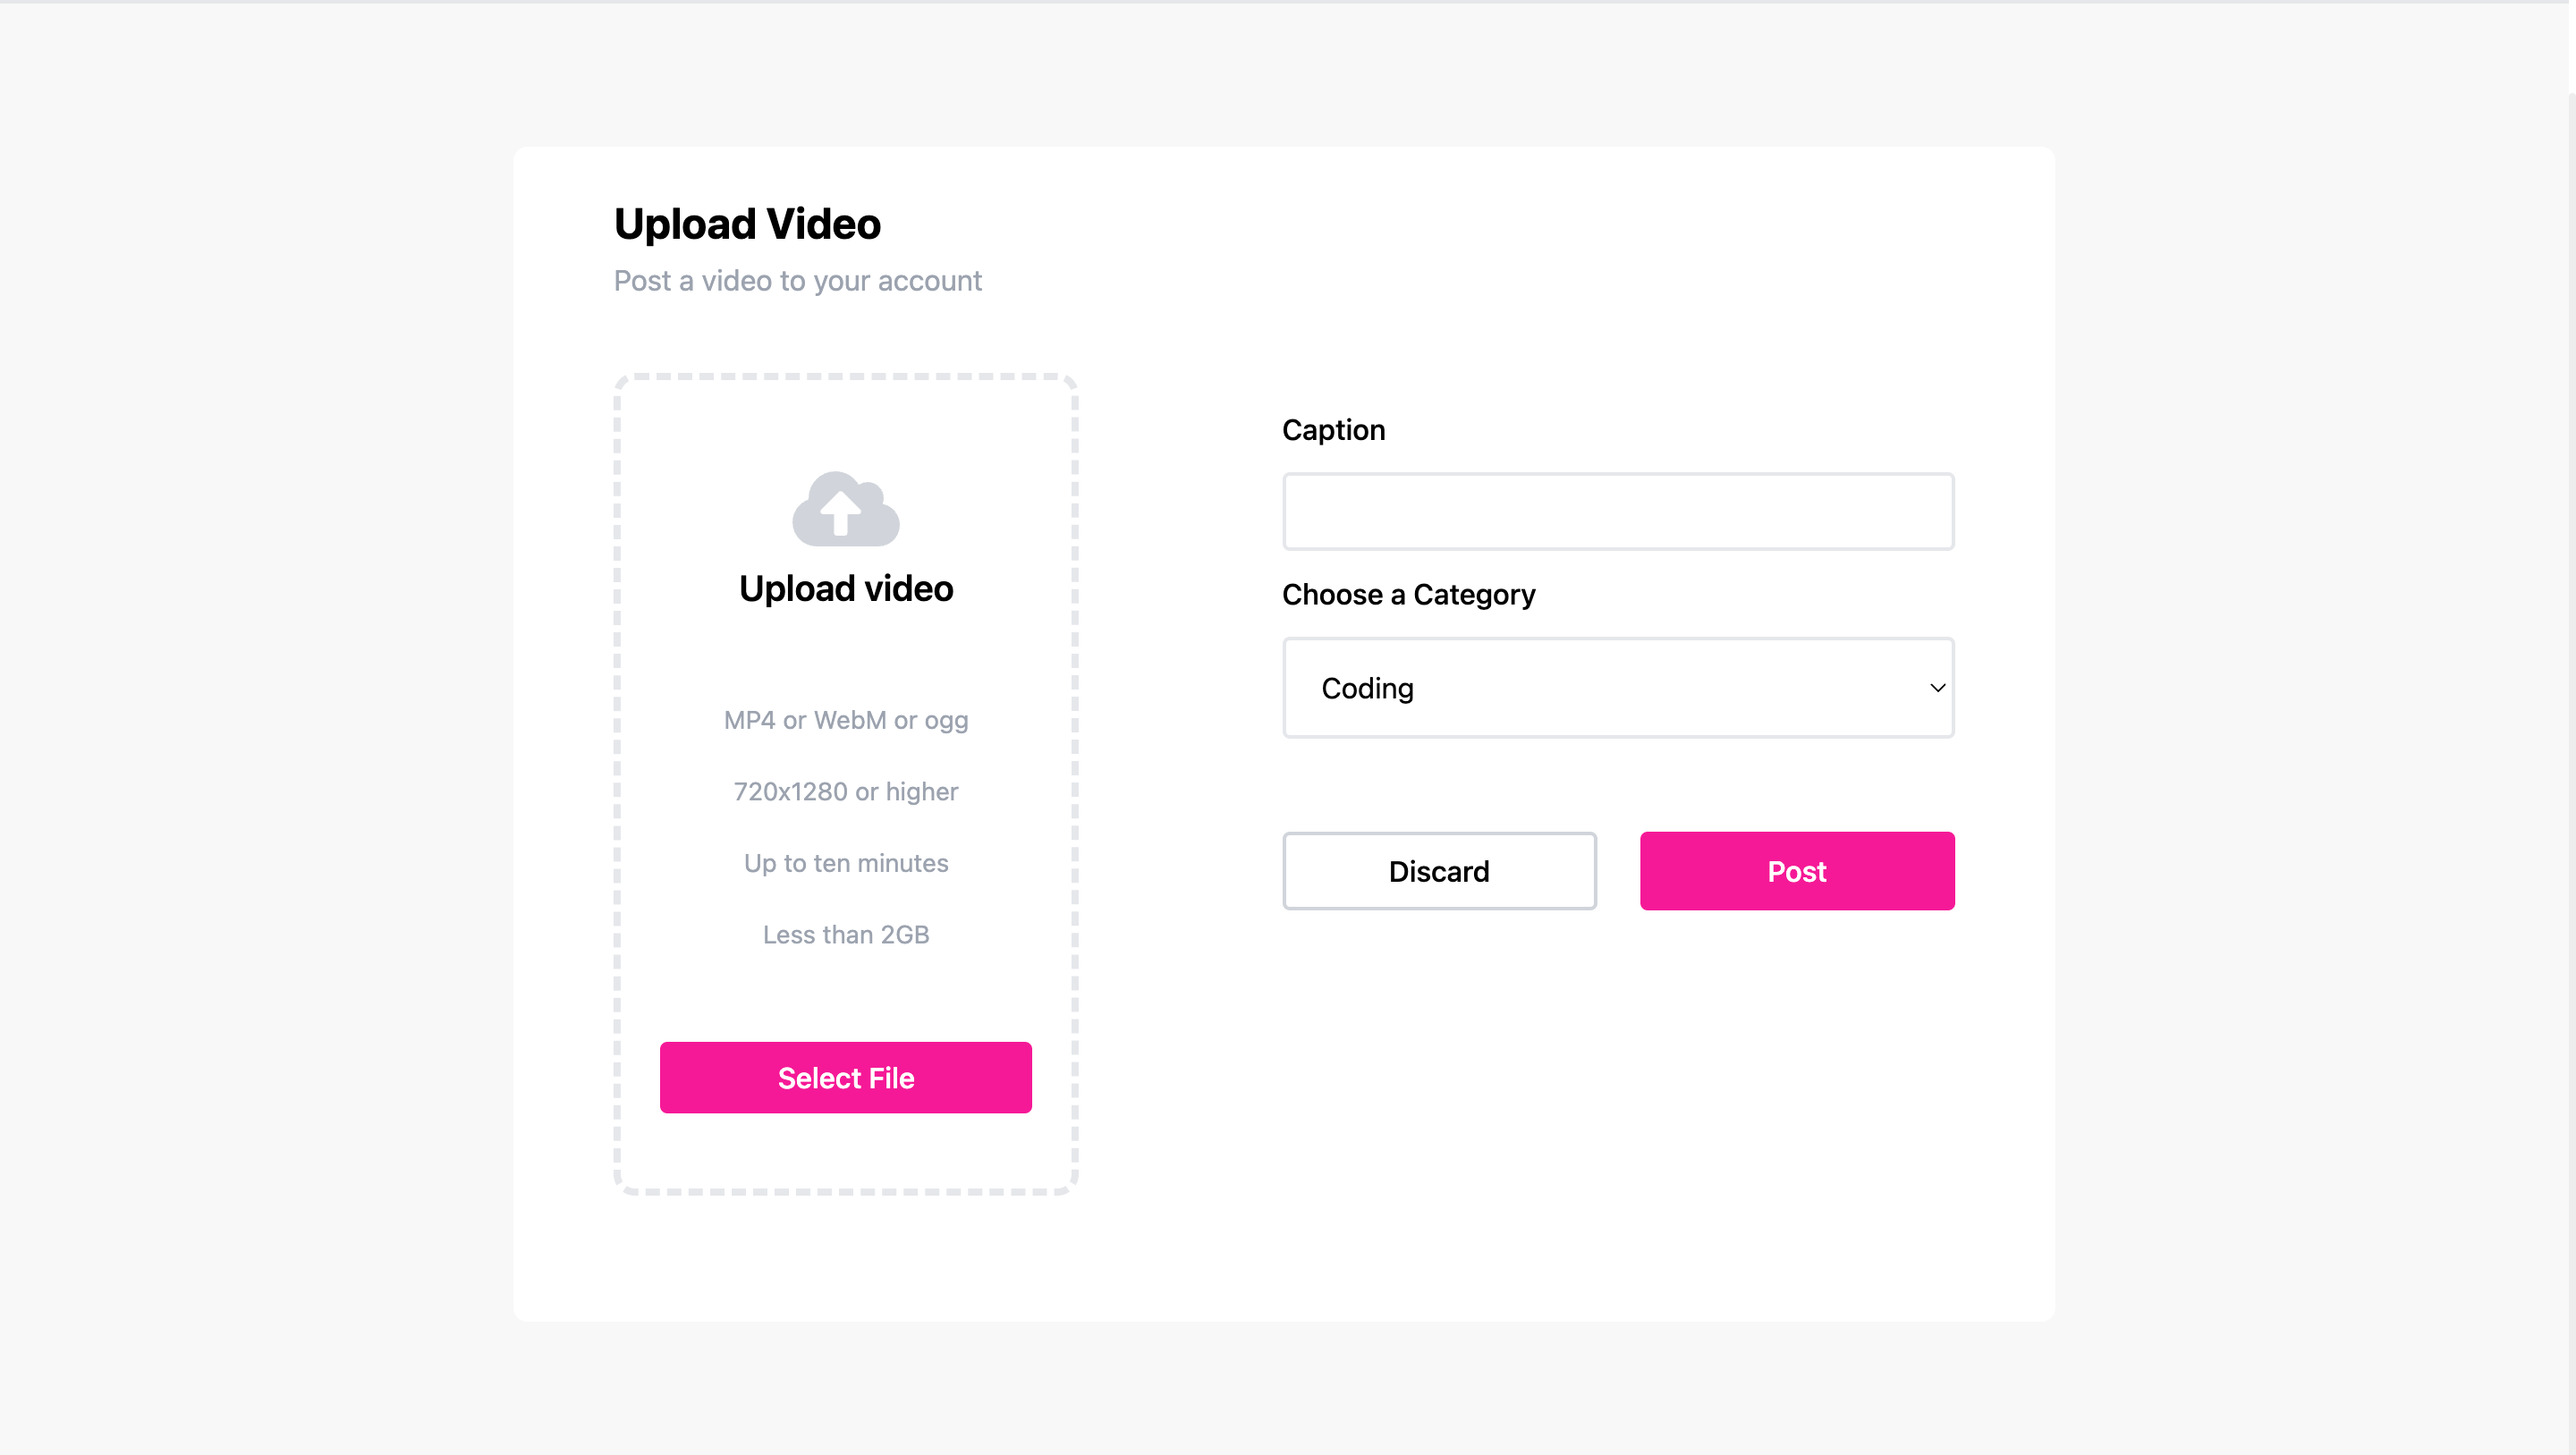 Upload Video
Post a video to your account
Upload video
MP4 or WebM or ogg
720x1280 or higher
Up to ten minutes
Less than 2GB
Select File
Caption
Choose a Category
Coding
Discard
Post